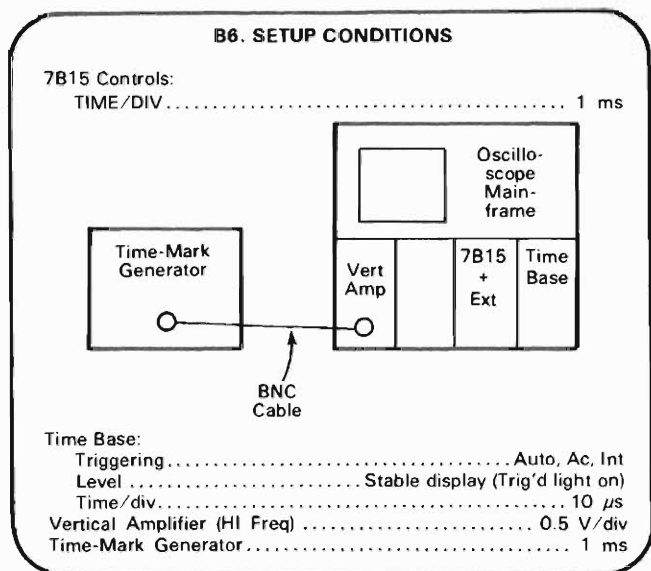 B6. SETUP CONDITIONS
7B15 Controls:
TIME/DIV............................................... 1 ms
Oscillo-
scope
Main-
frame
Time-Mark
Generator
Vert
Amp
7B15
+
Ext
Time
Base
BNC
Cable
Time Base:
Triggering......................................Auto, Ac, Int
Level .......................Stable display (Trig'd light on)
Time/div................................................10 µs
Vertical Amplifier (HI Freq) ........................... 0.5 V/div
Time-Mark Generator..................................... 1 ms